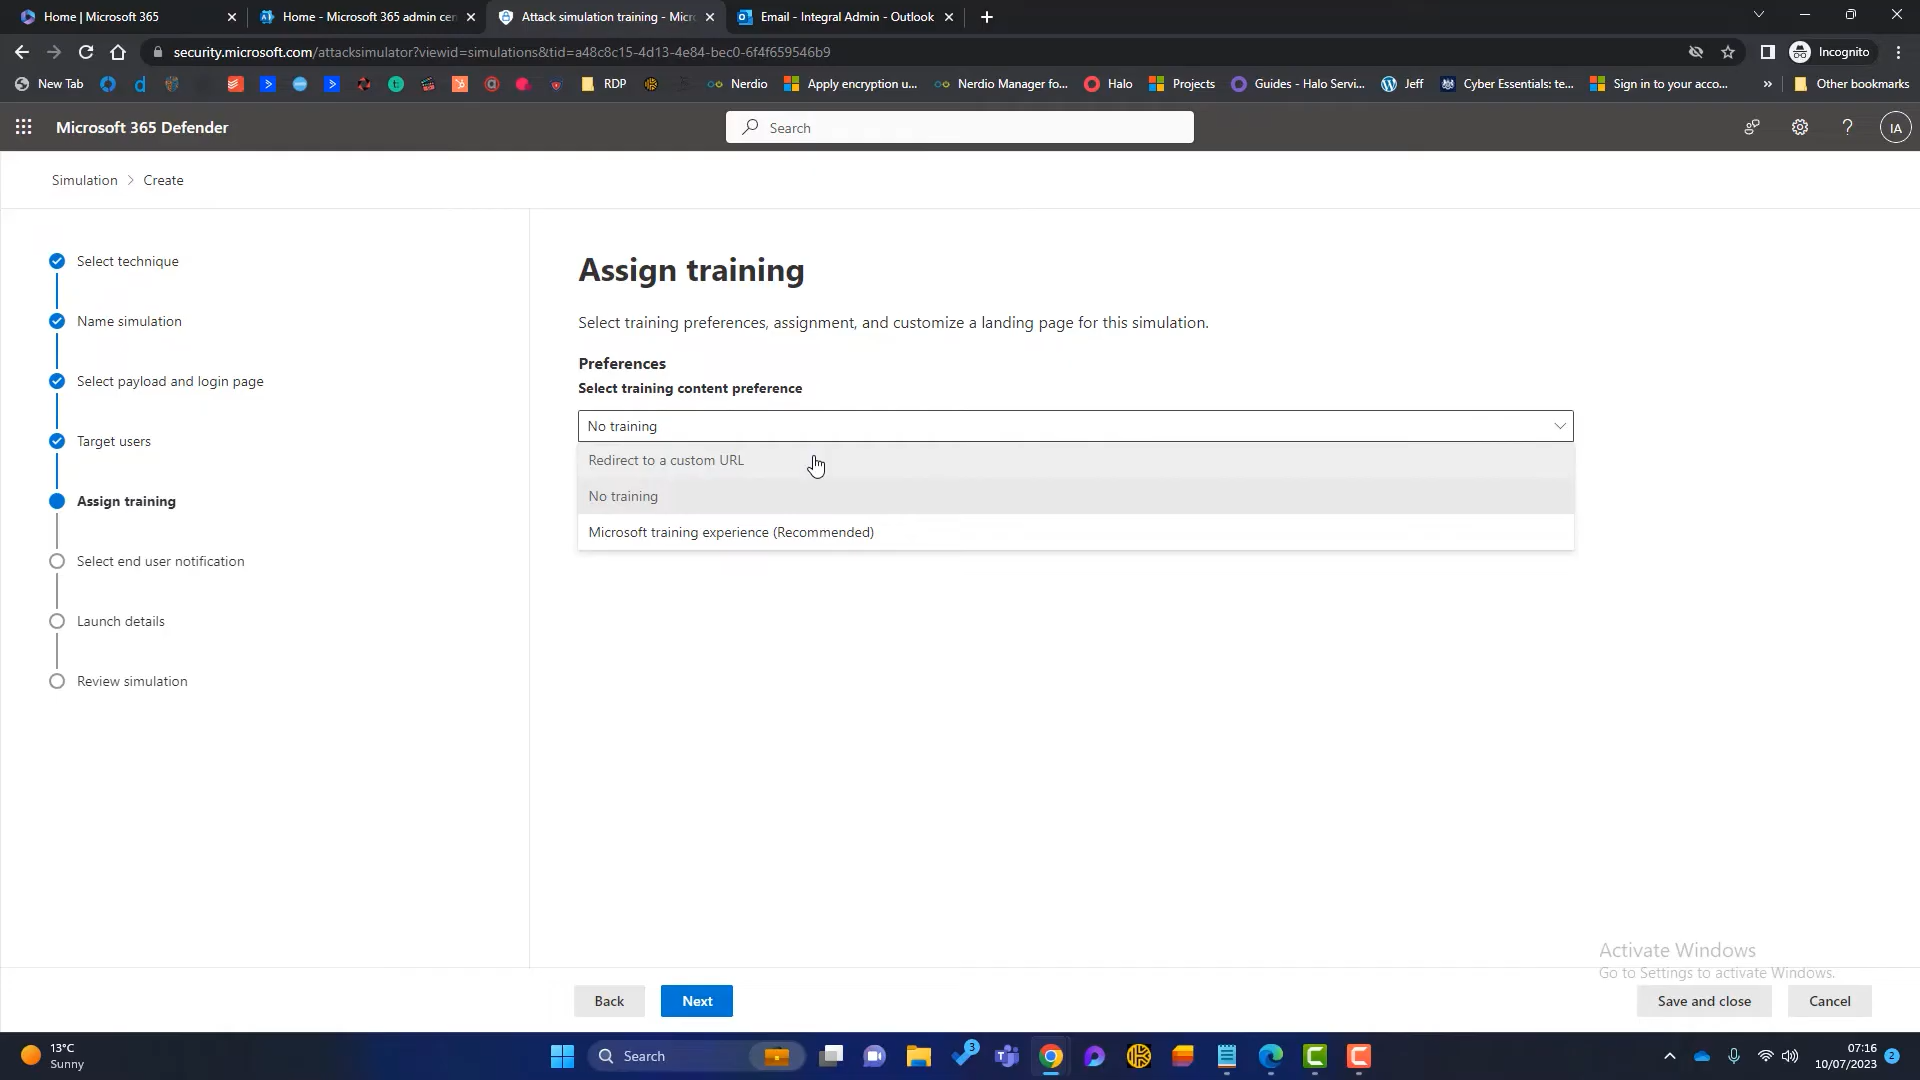 Home | Microsoft 365
Home - Microsoft 365 admin cen
Attack simulation training - Micro
Email - Integral Admin - Outlook
security.microsoft.com/attacksimulator?viewid=simulations&tid=a48c8c15-4d13-4e84-bec0-6f4f659546b9
Incognito
New Tab
RDP
Nerdio
Apply encryption u...
Nerdio Manager fo...
Halo
Projects
Guides - Halo Servi...
Jeff
Cyber Essentials: te...
Sign in to your acco...
»
Other bookmarks
Microsoft 365 Defender
Search
IA
Simulation > Create
Select technique
Name simulation
Select payload and login page
Target users
Assign training
Select end user notification
Launch details
Review simulation
Assign training
Select training preferences, assignment, and customize a landing page for this simulation.
Preferences
Select training content preference
No training
Redirect to a custom URL
No training
Microsoft training experience (Recommended)
Activate Windows
Go to Settings to activate Windows.
Back
Next
Save and close
Cancel
13°C
Sunny
Search
3
07:16
10/07/2023
2